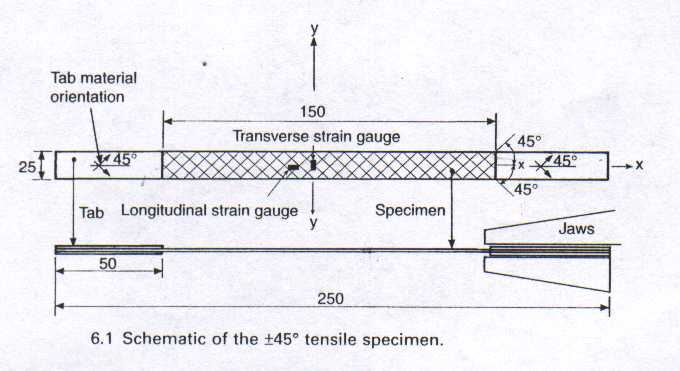 y
Tab material
orientation
150
Transverse strain gauge
45°
25
45°
x
45°
x
45°
Tab
Longitudinal strain gauge
Specimen
y
Jaws
50
250
6.1 Schematic of the ±45° tensile specimen.